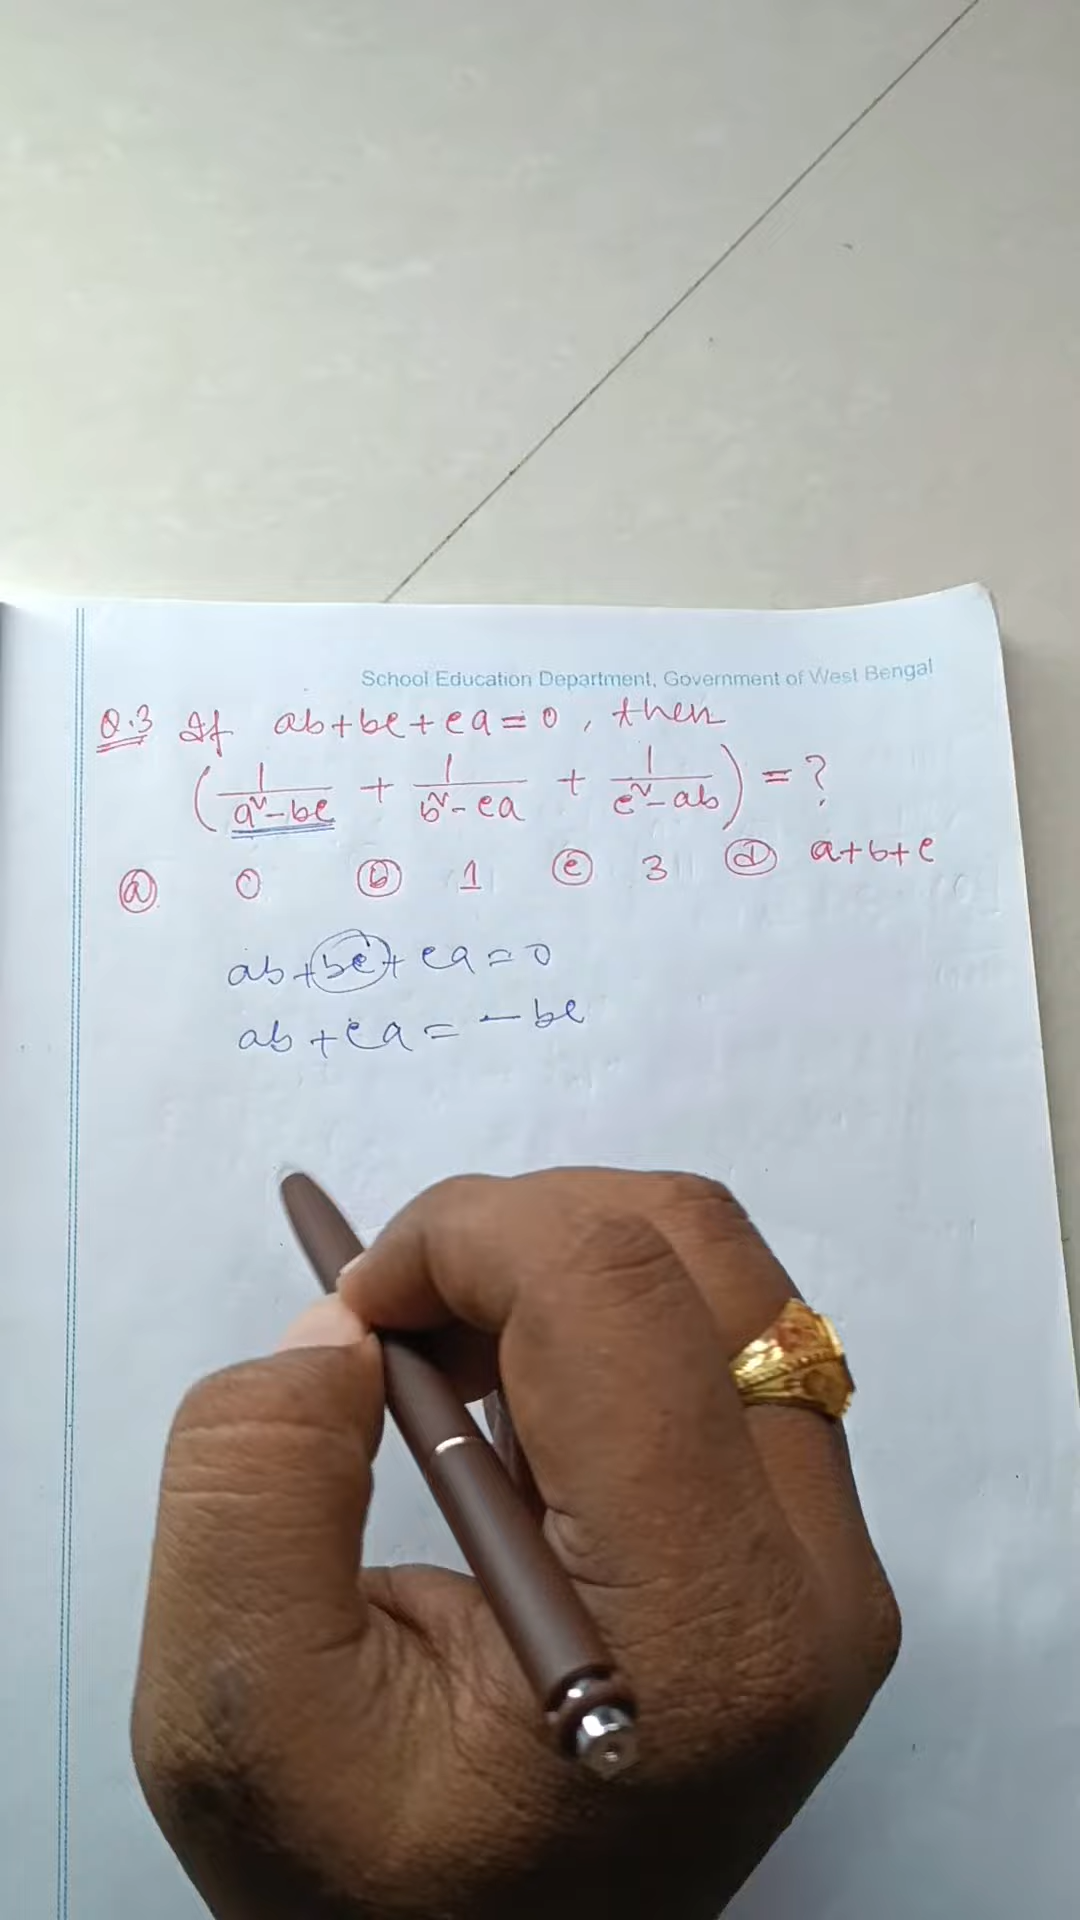 School Education Department, Government of West Bengal
Q.3 If ab+bc+ca=0, then
(1/(a²-bc) + 1/(b²-ca) + 1/(c²-ab)) = ?
(a) 0 (b) 1 (c) 3 (d) a+b+c
ab+bc+ca=0
ab+ca=-bc